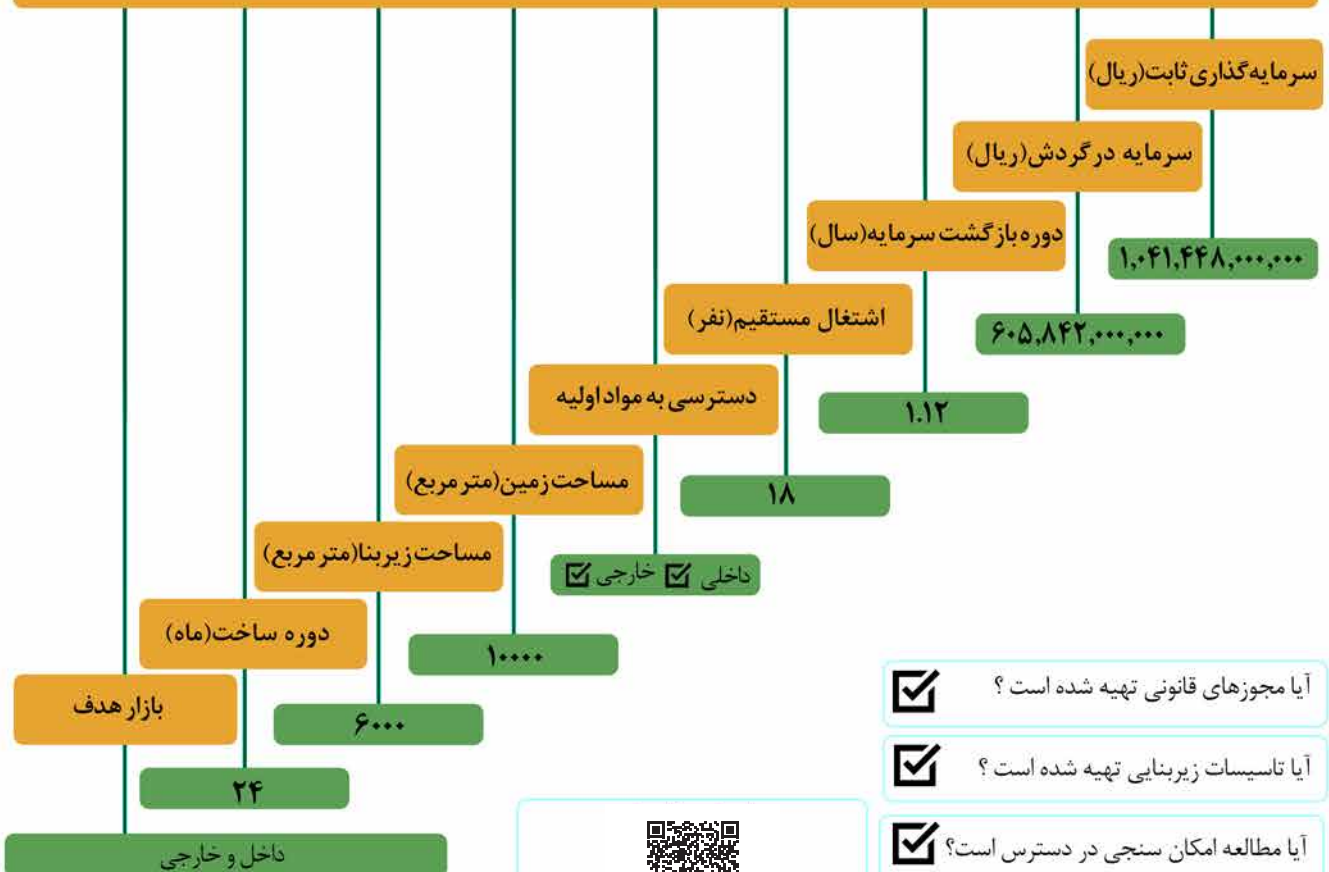 سرمایه‌گذاری ثابت(ریال)
۱,۰۴۱,۴۴۸,۰۰۰,۰۰۰
سرمایه در گردش(ریال)
۶۰۵,۸۴۲,۰۰۰,۰۰۰
دوره بازگشت سرمایه(سال)
۱.۱۲
اشتغال مستقیم(نفر)
۱۸
دسترسی به مواد اولیه
داخلی ☑ خارجی ☑
مساحت زمین(متر مربع)
۱۰۰۰۰
مساحت زیربنا(متر مربع)
۶۰۰۰
دوره ساخت(ماه)
۲۴
بازار هدف
داخل و خارجی
آیا مجوزهای قانونی تهیه شده است ؟ ☑
آیا تاسیسات زیربنایی تهیه شده است ؟ ☑
آیا مطالعه امکان سنجی در دسترس است؟ ☑